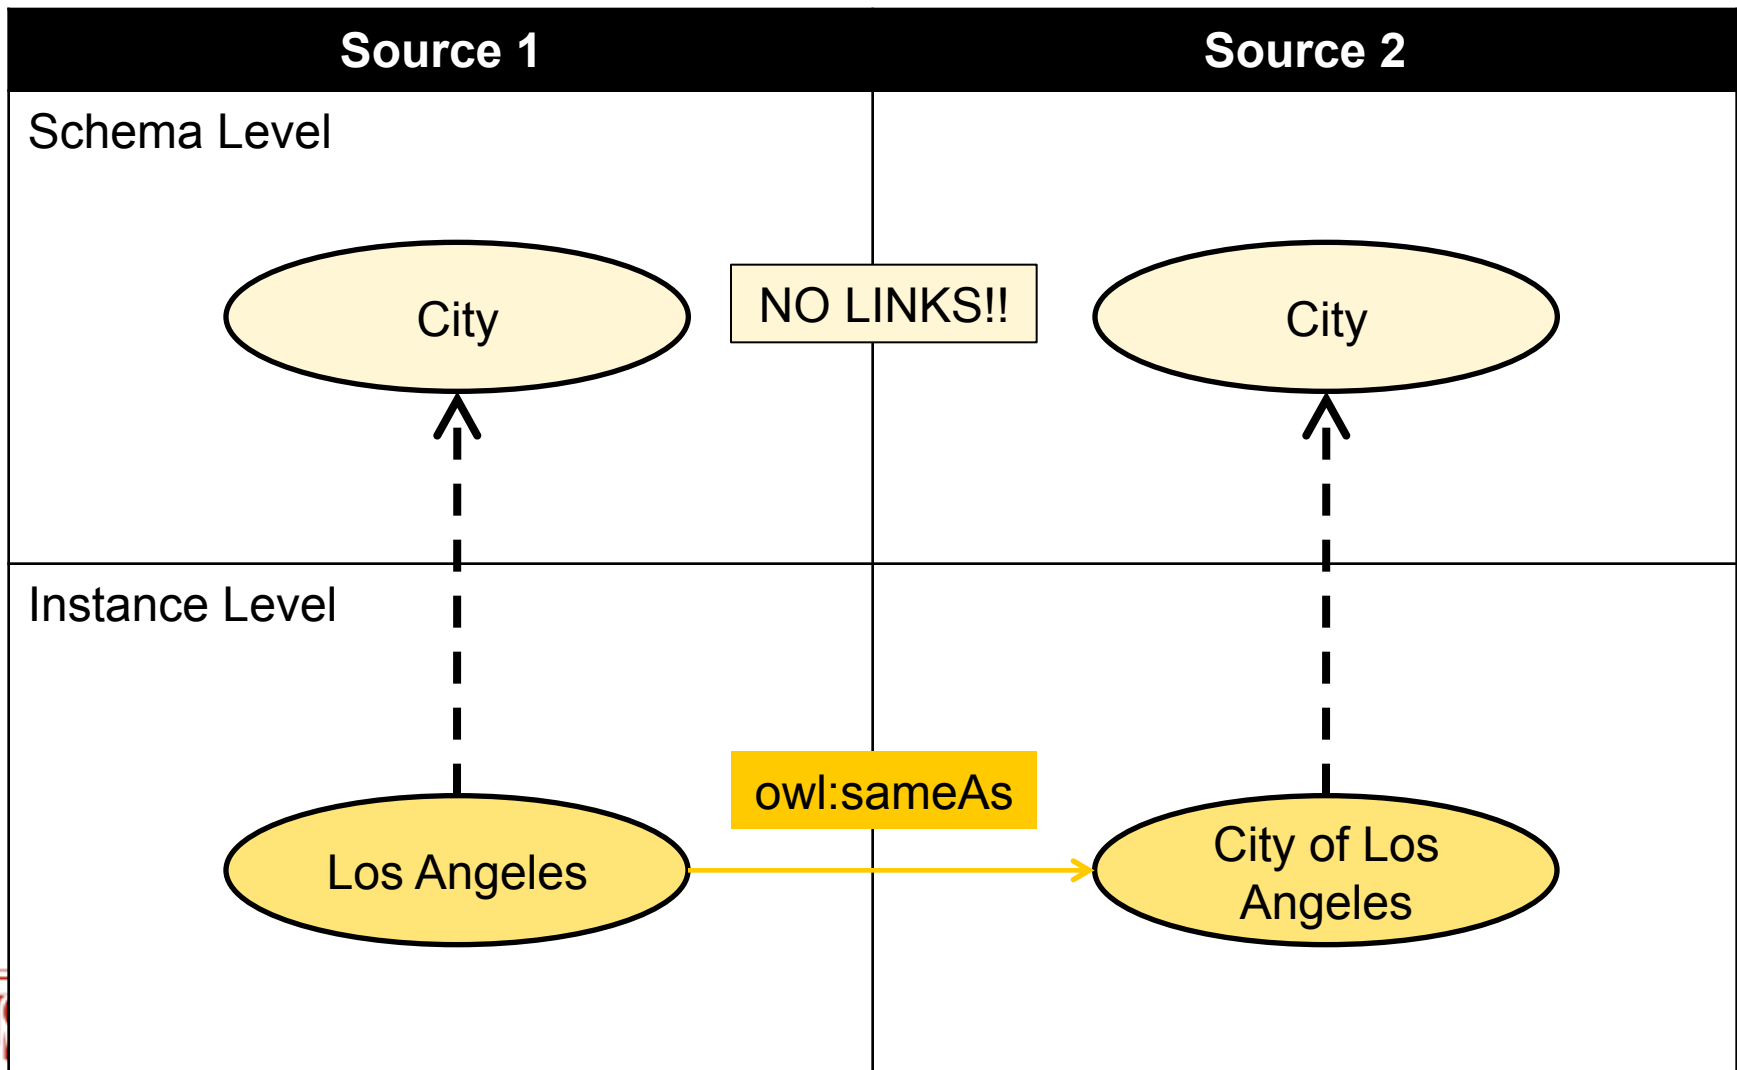 Source 1
Source 2
Schema Level
City
NO LINKS!!
City
Instance Level
owl:sameAs
Los Angeles
City of Los
Angeles